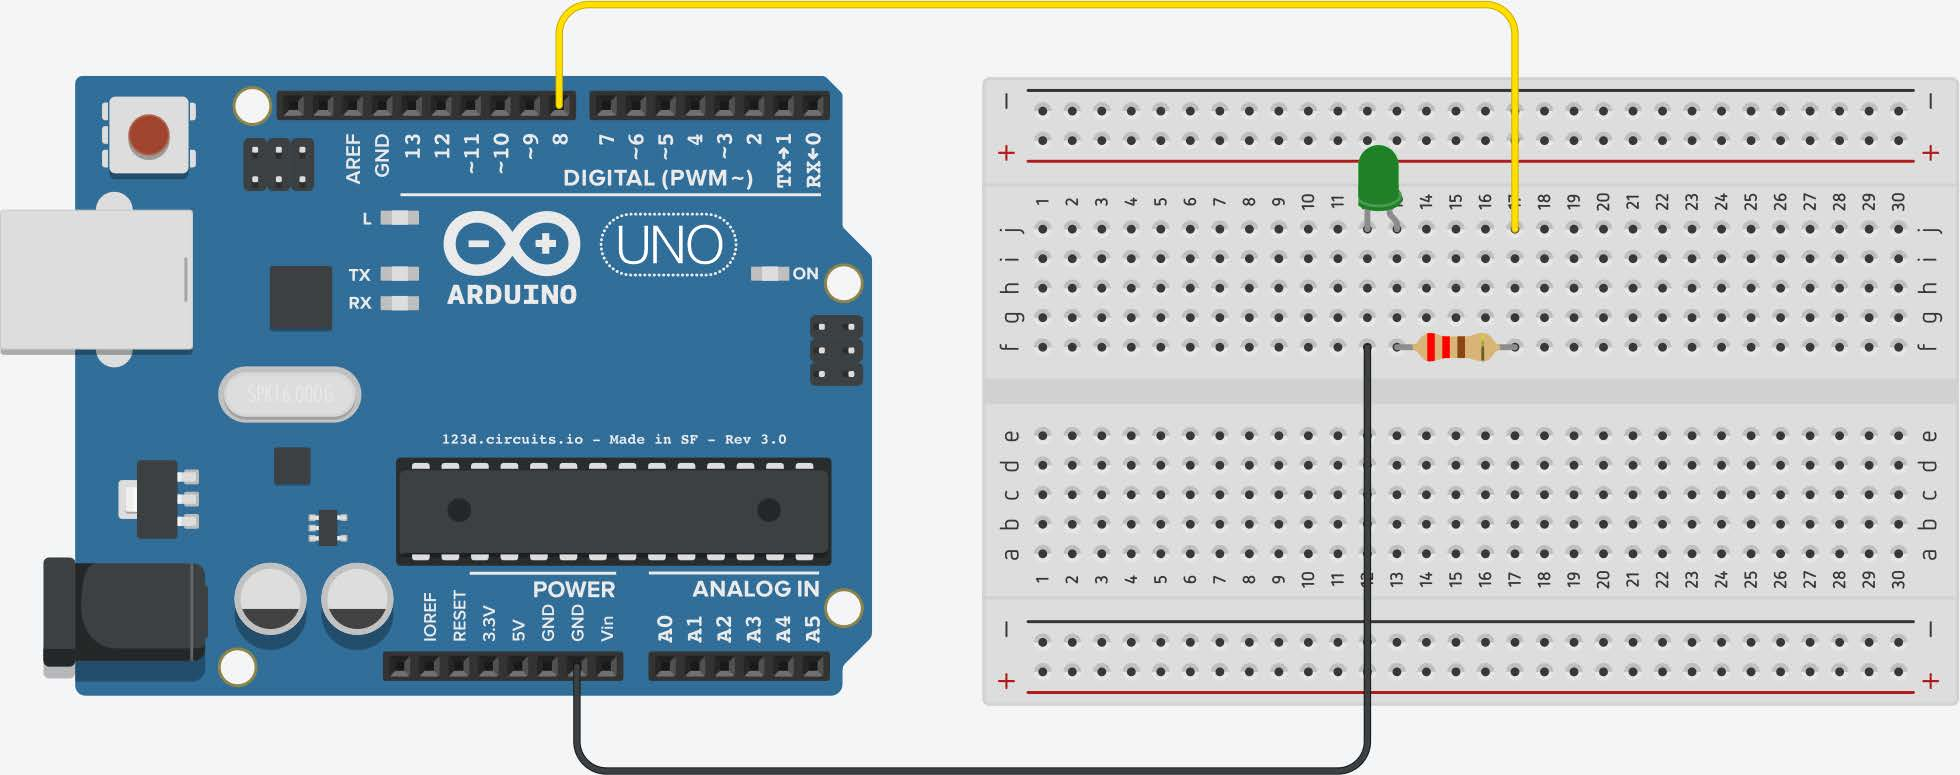 AREF GND 13 12 ~11 ~10 ~9 8 7 ~6 ~5 4 ~3 2 TX→1 RX←0
DIGITAL (PWM~)
L
TX
RX
ARDUINO
UNO
ON
SPK16.000G
123d.circuits.io - Made in SF - Rev 3.0
POWER
ANALOG IN
IOREF RESET 3.3V 5V GND GND Vin A0 A1 A2 A3 A4 A5
− −
+ +
1 2 3 4 5 6 7 8 9 10 11 14 15 16 17 18 19 20 21 22 23 24 25 26 27 28 29 30
j j
i i
h h
g g
f f
e e
d d
c c
b b
a a
1 2 3 4 5 6 7 8 9 10 11 12 13 14 15 16 17 18 19 20 21 22 23 24 25 26 27 28 29 30
− −
+ +